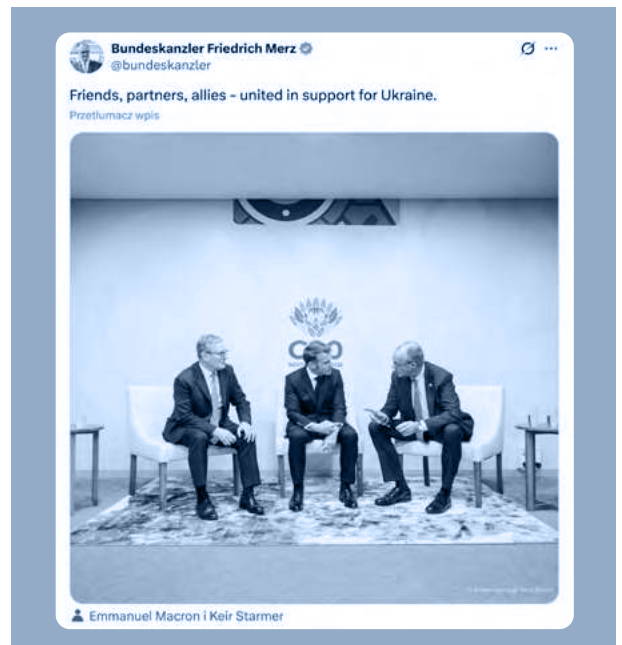 Bundeskanzler Friedrich Merz
@bundeskanzler
Friends, partners, allies – united in support for Ukraine.
Przetłumacz wpis
Emmanuel Macron i Keir Starmer